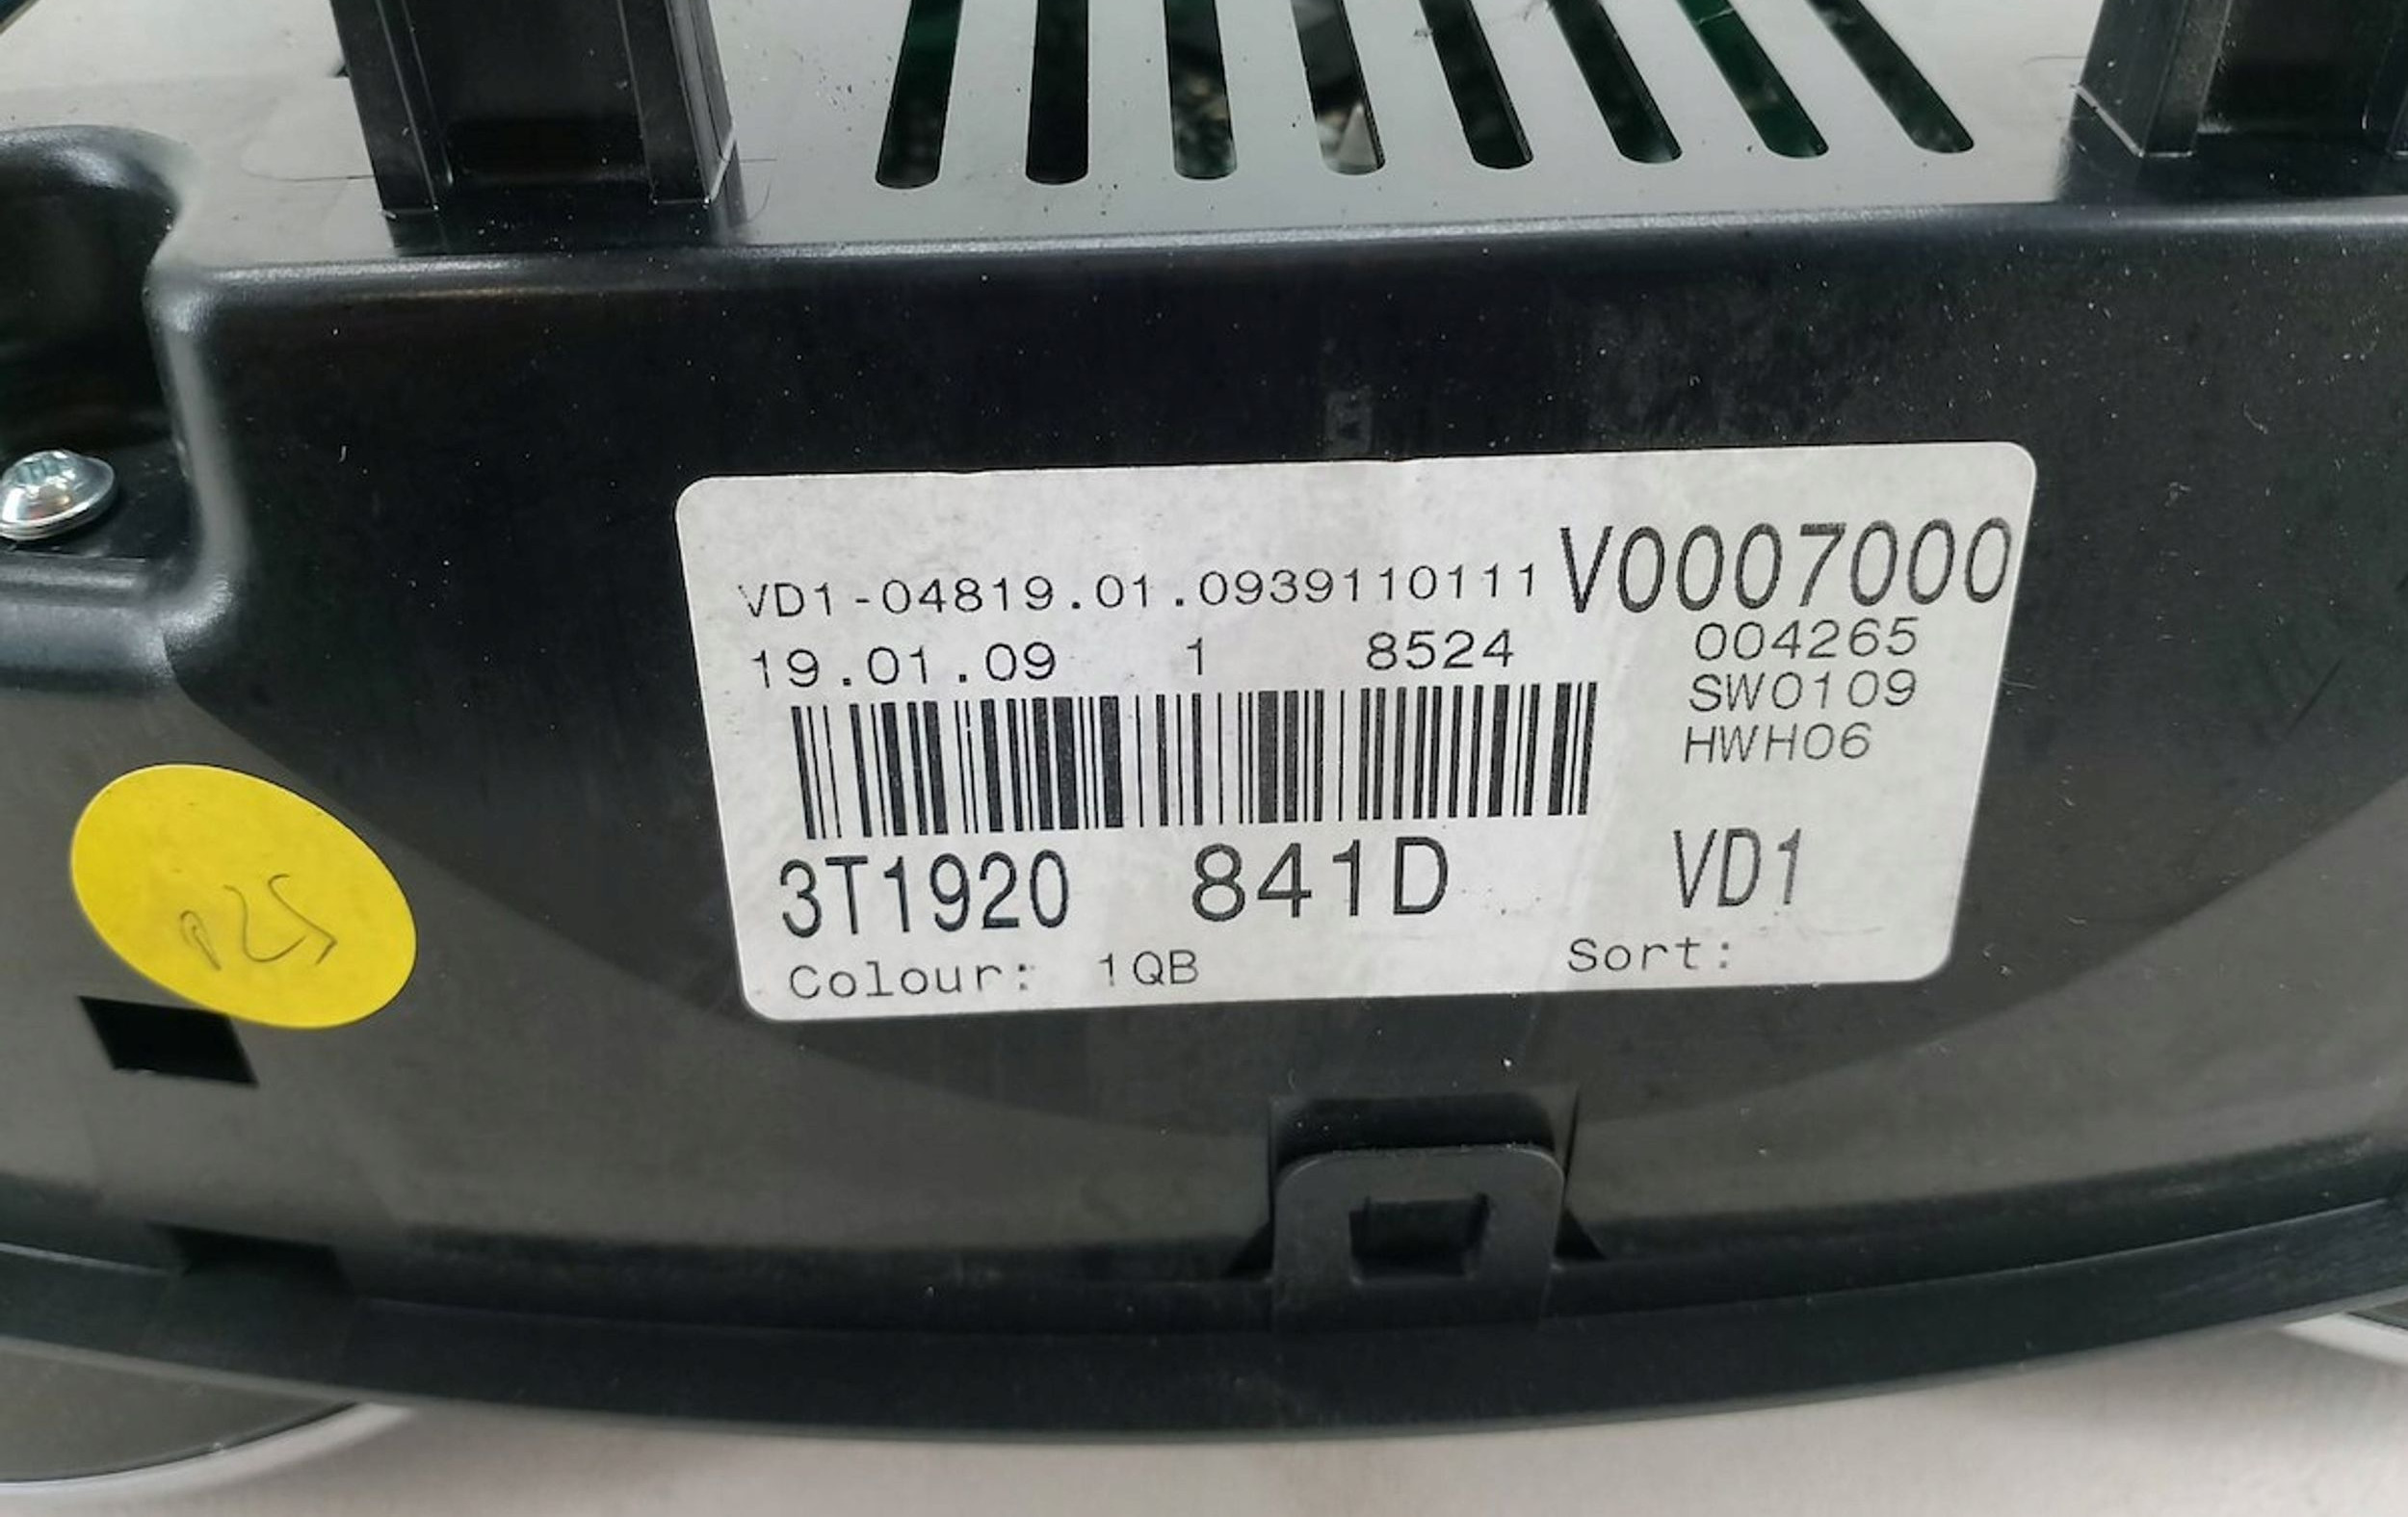 VD1-04819.01.0939110111 V0007000
19.01.09 1 8524 004265
SW0109
HWH06
3T1920 841D VD1
Colour: 1QB Sort: